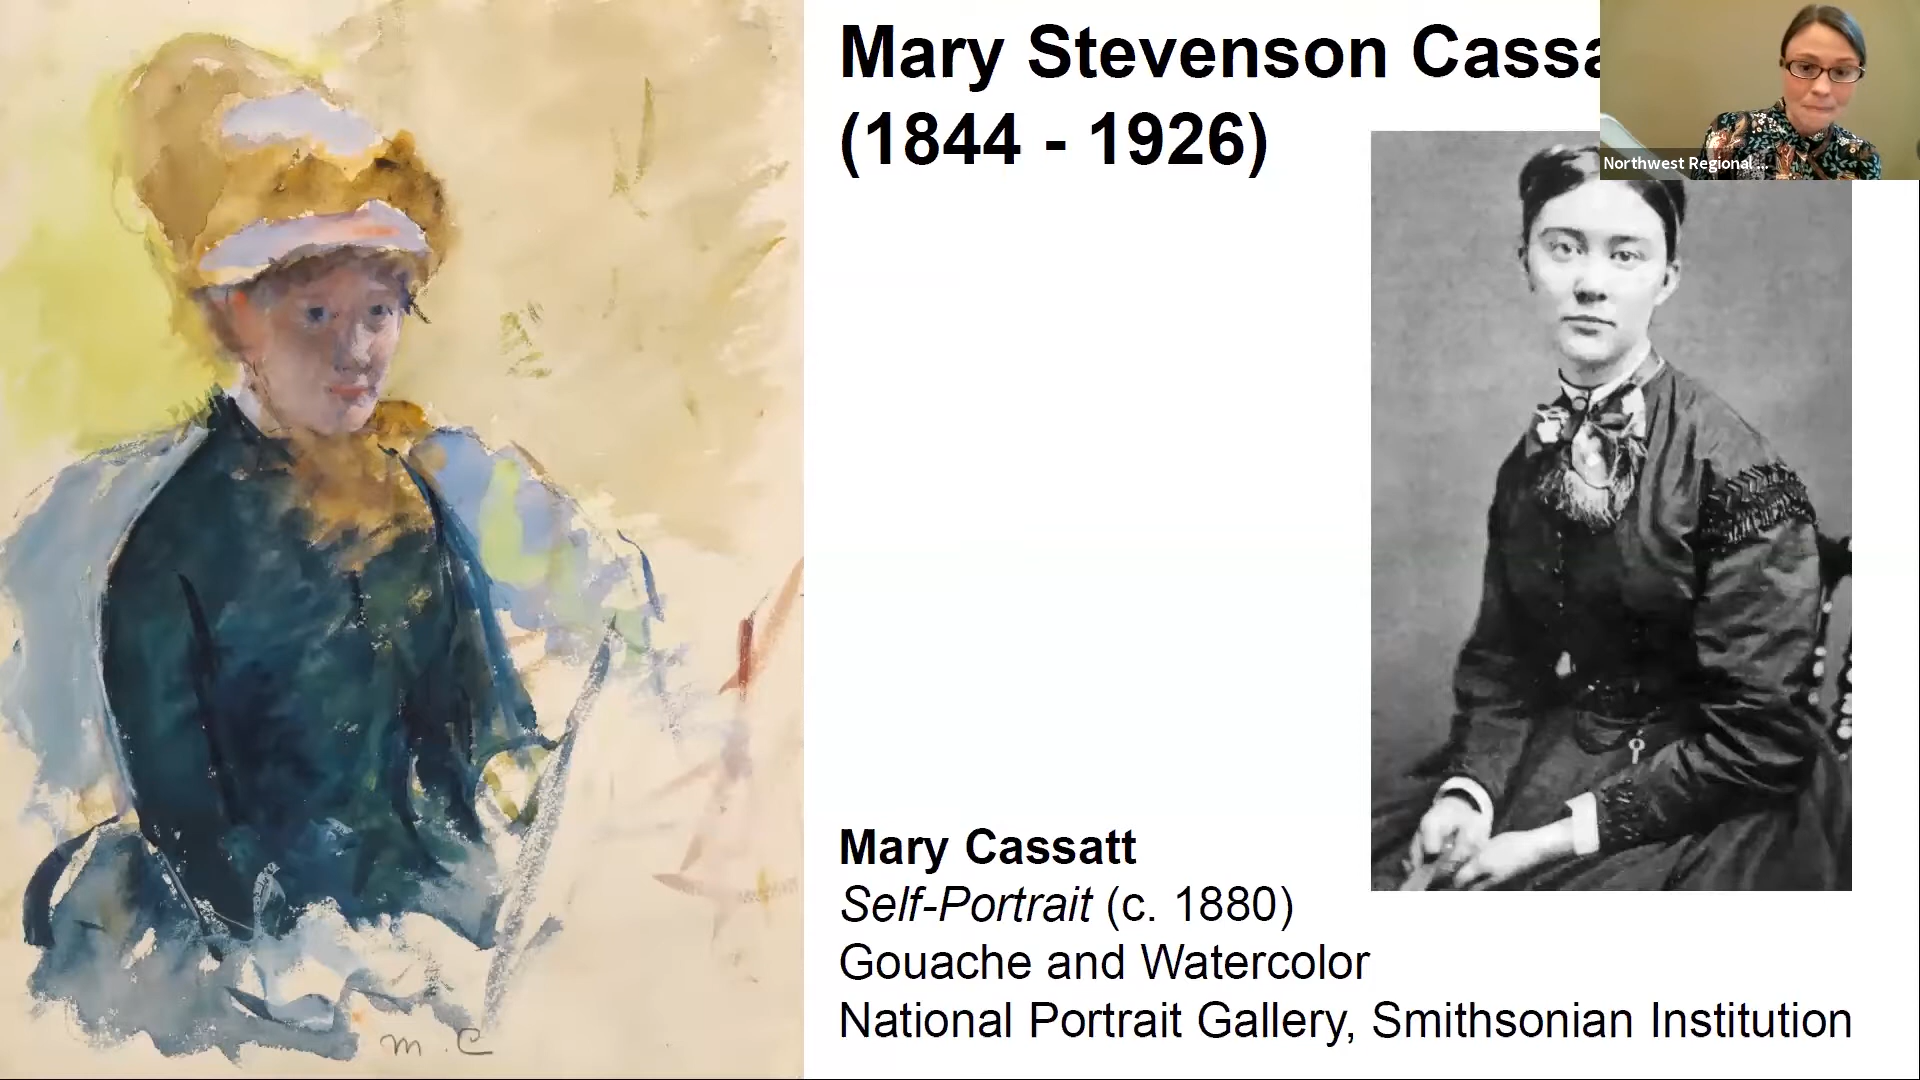 Mary Stevenson Cassa
(1844 - 1926)
Northwest Regional ...
Mary Cassatt
Self-Portrait (c. 1880)
Gouache and Watercolor
National Portrait Gallery, Smithsonian Institution
m. C